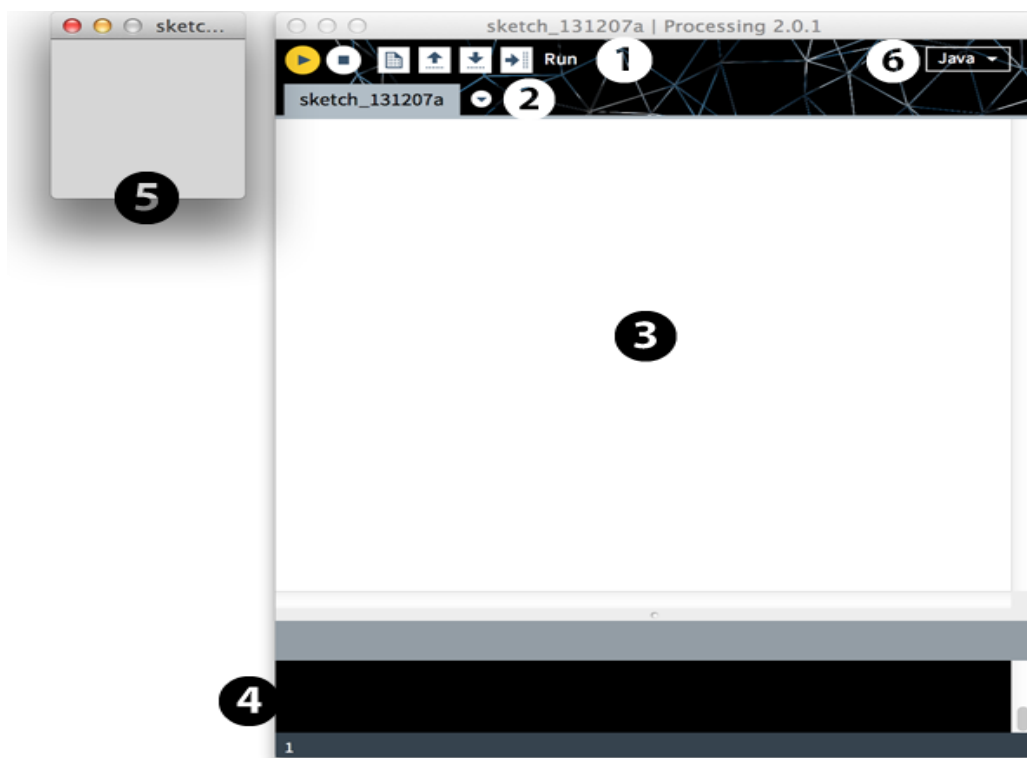 sketc...
sketch_131207a | Processing 2.0.1
Run 1
6 Java
sketch_131207a 2
5
3
4
1